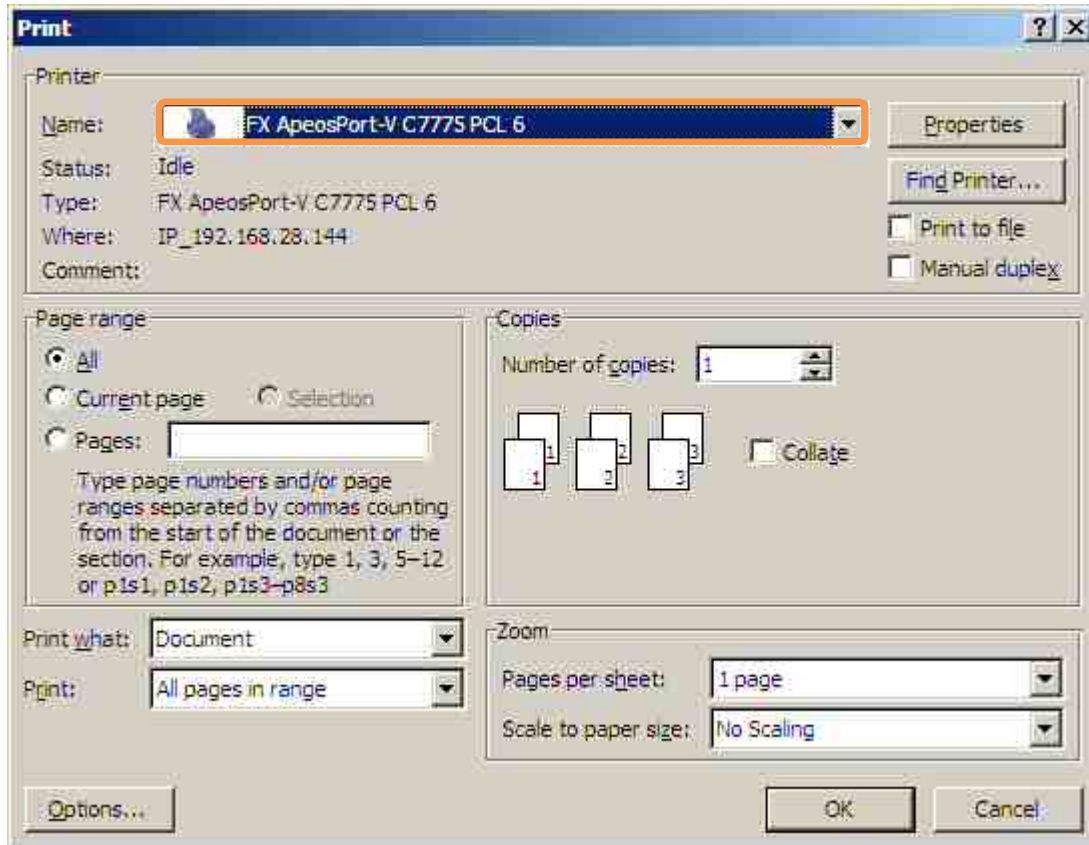 Print
Printer
Name: FX ApeosPort-V C7775 PCL 6
Properties
Status: Idle
Find Printer...
Type: FX ApeosPort-V C7775 PCL 6
Where: IP_192.168.28.144
Print to file
Comment:
Manual duplex
Page range
All
Current page Selection
Pages:
Type page numbers and/or page
ranges separated by commas counting
from the start of the document or the
section. For example, type 1, 3, 5–12
or p1s1, p1s2, p1s3–p8s3
Copies
Number of copies: 1
1 2 3
1 2 3
Collate
Print what: Document
Print: All pages in range
Zoom
Pages per sheet: 1 page
Scale to paper size: No Scaling
Options...
OK Cancel